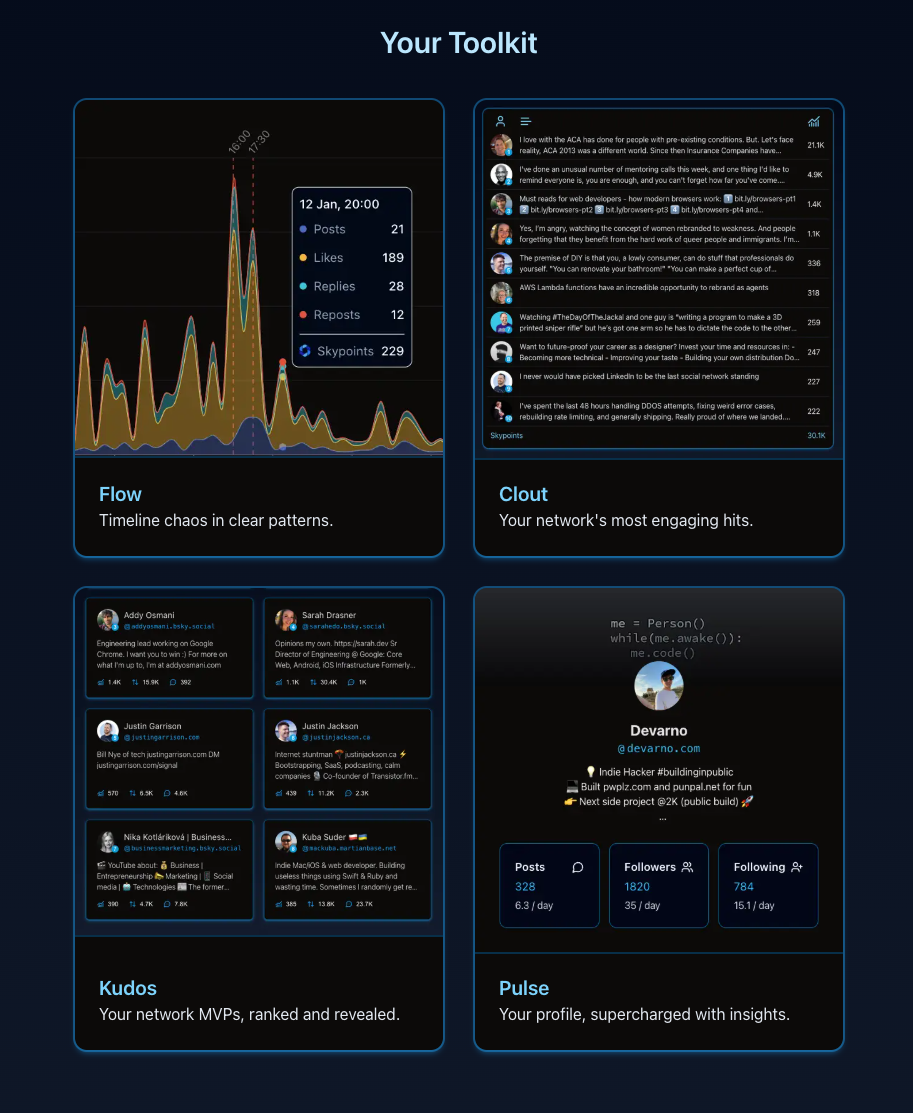 Your Toolkit
16:00
17:30
12 Jan, 20:00
Posts 21
Likes 189
Replies 28
Reposts 12
Skypoints 229
Flow
Timeline chaos in clear patterns.
I love with the ACA has done for people with pre-existing conditions. But. Let's face
reality, ACA 2013 was a different world. Since then Insurance Companies have...
21.1K
I've done an unusual number of mentoring calls this week, and one thing I'd like to
remind everyone is, you are enough, and you can't forget how far you've come....
4.9K
Must reads for web developers - how modern browsers work: 1️⃣ bit.ly/browsers-pt1
2️⃣ bit.ly/browsers-pt2 3️⃣ bit.ly/browsers-pt3 4️⃣ bit.ly/browsers-pt4 and...
1.4K
Yes, I'm angry, watching the concept of women rebranded to weakness. And people
forgetting that they benefit from the hard work of queer people and immigrants. I'm...
1.1K
The premise of DIY is that you, a lowly consumer, can do stuff that professionals do
yourself. "You can renovate your bathroom!" "You can make a perfect cup of...
336
AWS Lambda functions have an incredible opportunity to rebrand as agents
318
Watching #TheDayOfTheJackal and one guy is “writing a program to make a 3D
printed sniper rifle” but he's got one arm so he has to dictate the code to the other...
259
Want to future-proof your career as a designer? Invest your time and resources in: -
Becoming more technical - Improving your taste - Building your own distribution Do...
247
I never would have picked LinkedIn to be the last social network standing
227
I've spent the last 48 hours handling DDOS attempts, fixing weird error cases,
rebuilding rate limiting, and generally shipping. Really proud of where we landed....
222
Skypoints 30.1K
Clout
Your network's most engaging hits.
Addy Osmani
@addyosmani.bsky.social
Engineering lead working on Google
Chrome. I want you to win :) For more on
what I'm up to, I'm at addyosmani.com
1.4K 15.9K 392
Sarah Drasner
@sarahedo.bsky.social
Opinions my own. https://sarah.dev Sr
Director of Engineering @ Google: Core
Web, Android, iOS Infrastructure Formerly...
1.1K 30.4K 1K
Justin Garrison
@justingarrison.com
Bill Nye of tech justingarrison.com DM
justingarrison.com/signal
570 6.5K 4.6K
Justin Jackson
@justinjackson.ca
Internet stuntman justinjackson.ca ⚡
Bootstrapping, SaaS, podcasting, calm
companies 🎙️ Co-founder of Transistor.fm...
439 11.2K 2.3K
Nika Kotláriková | Business...
@businessmarketing.bsky.social
🎬 YouTube about: 💰 Business |
Entrepreneurship Marketing | 📱 Social
media | 🤖 Technologies 📰 The former...
390 4.7K 7.8K
Kuba Suder 🇵🇱🇺🇦
@mackuba.martianbase.net
Indie Mac/iOS & web developer. Building
useless things using Swift & Ruby and
wasting time. Sometimes I randomly get re...
385 13.8K 23.7K
Kudos
Your network MVPs, ranked and revealed.
me = Person()
while(me.awake()):
me.code()
Devarno
@devarno.com
💡 Indie Hacker #buildinginpublic
💻 Built pwplz.com and punpal.net for fun
👉 Next side project @2K (public build) 🚀
...
Posts
328
6.3 / day
Followers
1820
35 / day
Following
784
15.1 / day
Pulse
Your profile, supercharged with insights.